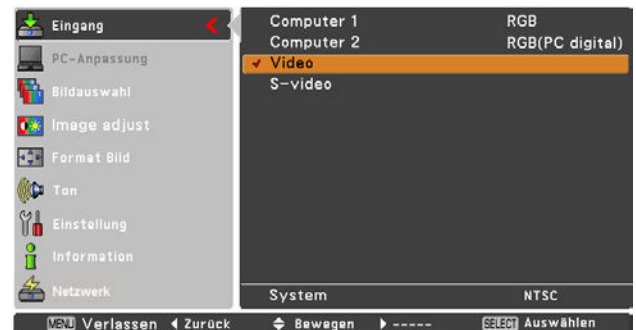 Eingang
PC-Anpassung
Bildauswahl
Image adjust
Format Bild
Ton
Einstellung
Information
Netzwerk
Computer 1 RGB
Computer 2 RGB(PC digital)
Video
S-video
System NTSC
MENU Verlassen Zurück Bewegen ----- SELECT Auswählen